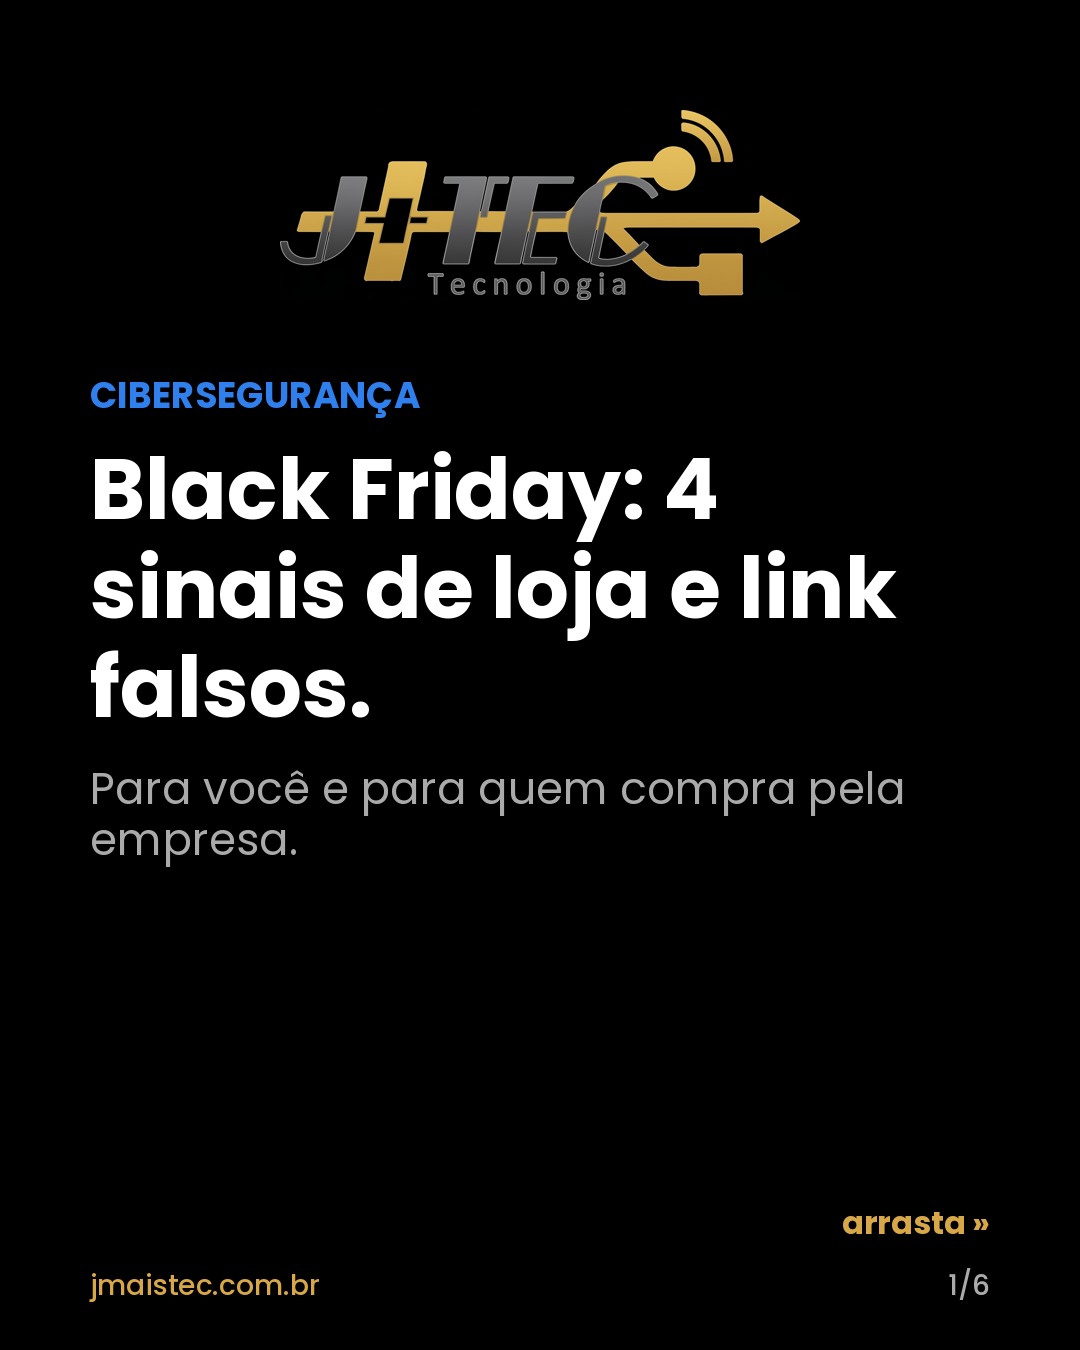 J+TEC
Tecnologia
CIBERSEGURANÇA
Black Friday: 4
sinais de loja e link
falsos.
Para você e para quem compra pela
empresa.
arrasta »
jmaistec.com.br
1/6